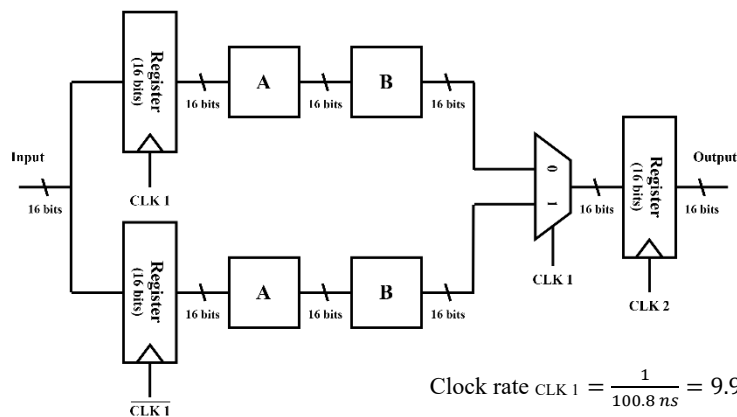 Register
(16 bits)
A
B
16 bits
16 bits
16 bits
CLK 1
Input
16 bits
0
1
CLK 1
16 bits
Register
(16 bits)
CLK 2
Output
16 bits
Register
(16 bits)
A
B
16 bits
16 bits
16 bits
CLK 1
Clock rate CLK 1 = 1 / 100.8 ns = 9.9